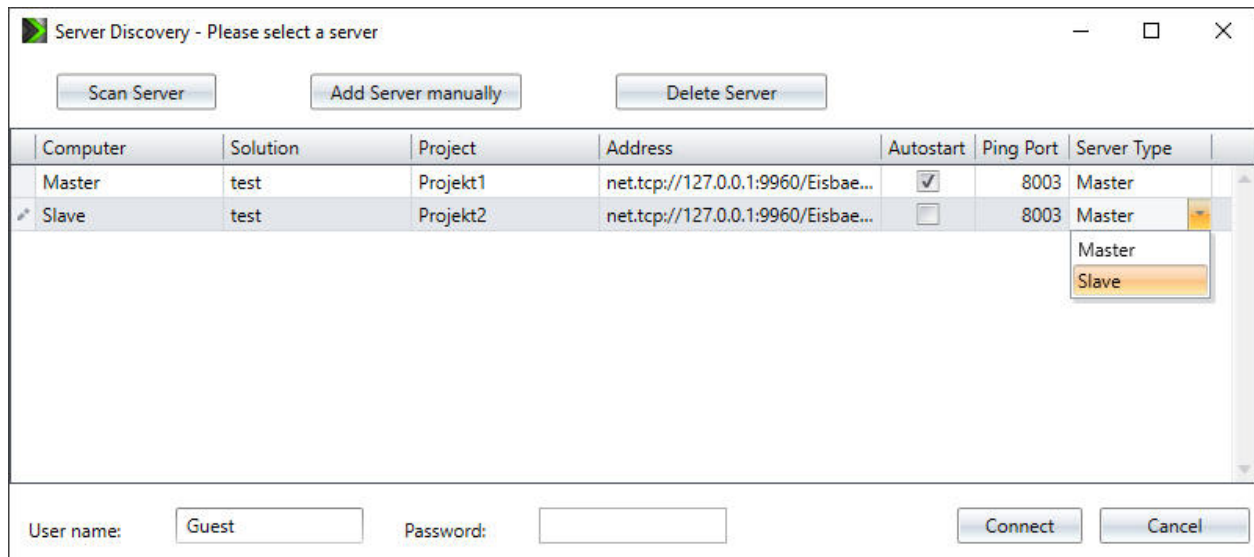 Server Discovery - Please select a server
Scan Server Add Server manually Delete Server
Computer Solution Project Address Autostart Ping Port Server Type
Master test Projekt1 net.tcp://127.0.0.1:9960/Eisbae... 8003 Master
Slave test Projekt2 net.tcp://127.0.0.1:9960/Eisbae... 8003 Master
Master
Slave
User name: Guest Password: Connect Cancel